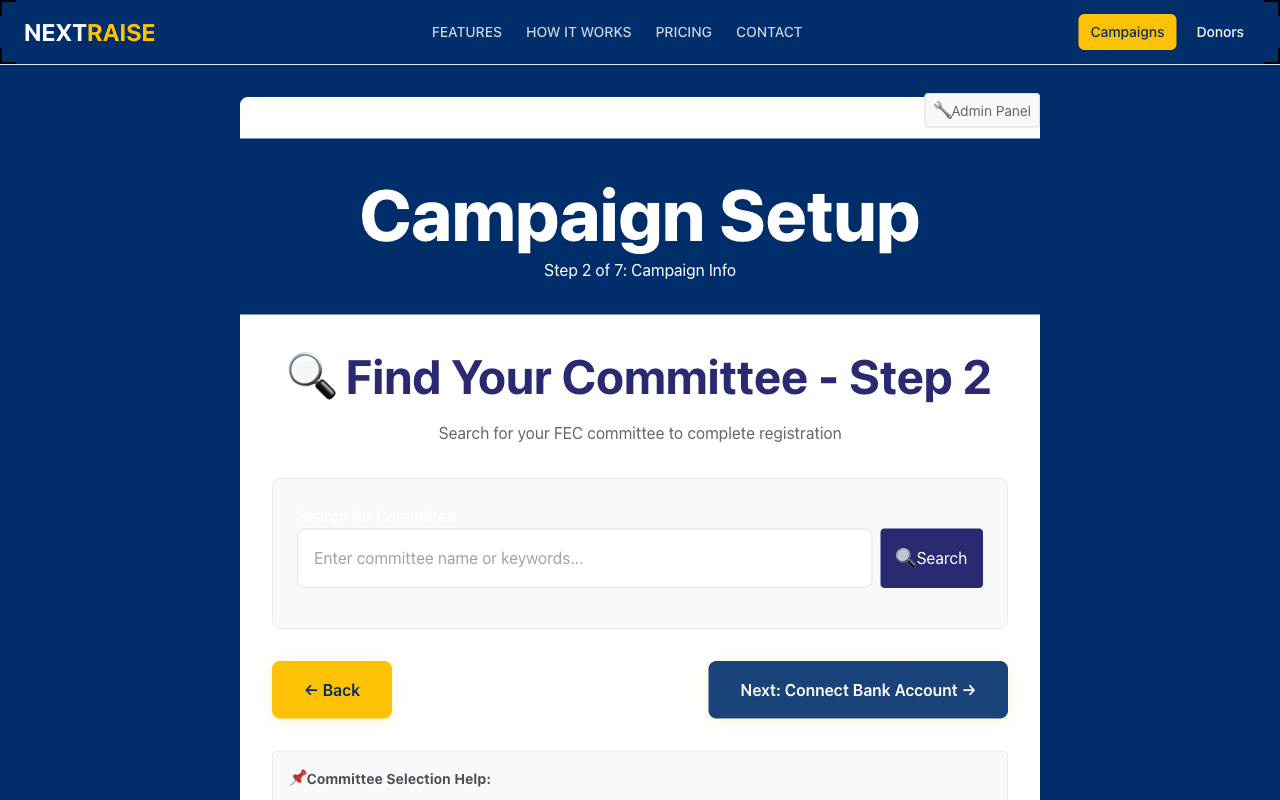 NEXTRAISE
FEATURES
HOW IT WORKS
PRICING
CONTACT
Campaigns
Donors
Admin Panel
Campaign Setup
Step 2 of 7: Campaign Info
Find Your Committee - Step 2
Search for your FEC committee to complete registration
Search for Committee
Enter committee name or keywords...
Search
← Back
Next: Connect Bank Account →
Committee Selection Help: